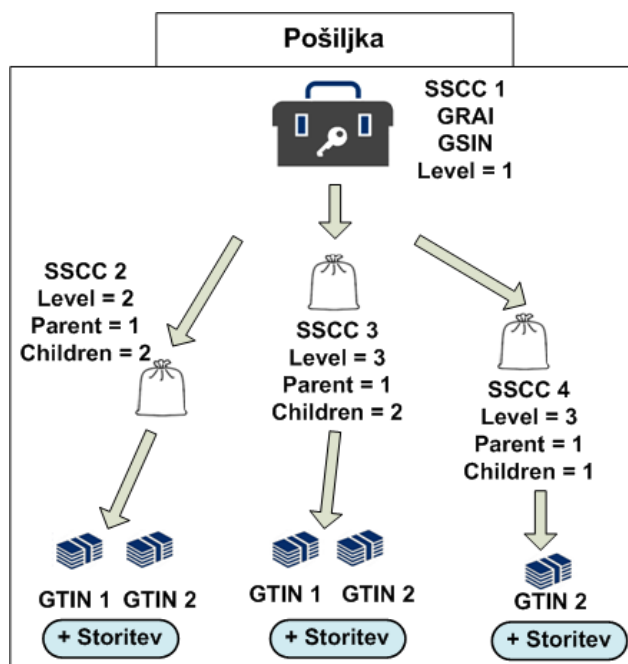 Pošiljka
SSCC 1
GRAI
GSIN
Level = 1
SSCC 2
Level = 2
Parent = 1
Children = 2
SSCC 3
Level = 3
Parent = 1
Children = 2
SSCC 4
Level = 3
Parent = 1
Children = 1
GTIN 1 GTIN 2
+ Storitev
GTIN 1 GTIN 2
+ Storitev
GTIN 2
+ Storitev